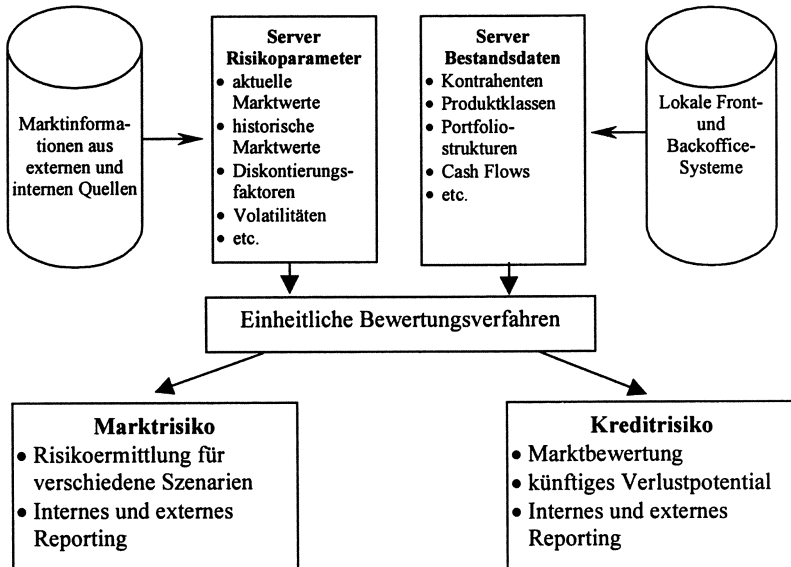 Marktinforma-
tionen aus
externen und
internen Quellen
Server
Risikoparameter
• aktuelle
Marktwerte
• historische
Marktwerte
• Diskontierungs-
faktoren
• Volatilitäten
• etc.
Server
Bestandsdaten
• Kontrahenten
• Produktklassen
• Portfolio-
strukturen
• Cash Flows
• etc.
Lokale Front-
und
Backoffice-
Systeme
Einheitliche Bewertungsverfahren
Marktrisiko
• Risikoermittlung für
verschiedene Szenarien
• Internes und externes
Reporting
Kreditrisiko
• Marktbewertung
• künftiges Verlustpotential
• Internes und externes
Reporting